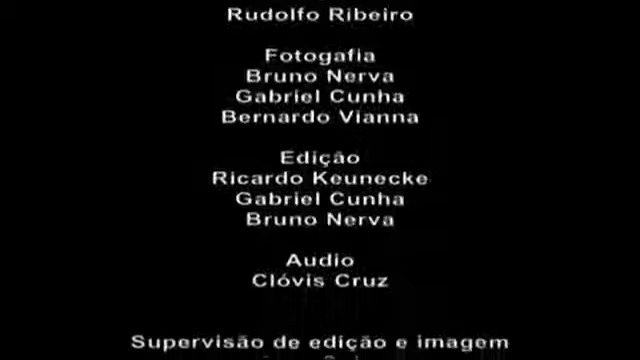 Rudolfo Ribeiro
Fotogafia
Bruno Nerva
Gabriel Cunha
Bernardo Vianna
Edição
Ricardo Keunecke
Gabriel Cunha
Bruno Nerva
Audio
Clóvis Cruz
Supervisão de edição e imagem